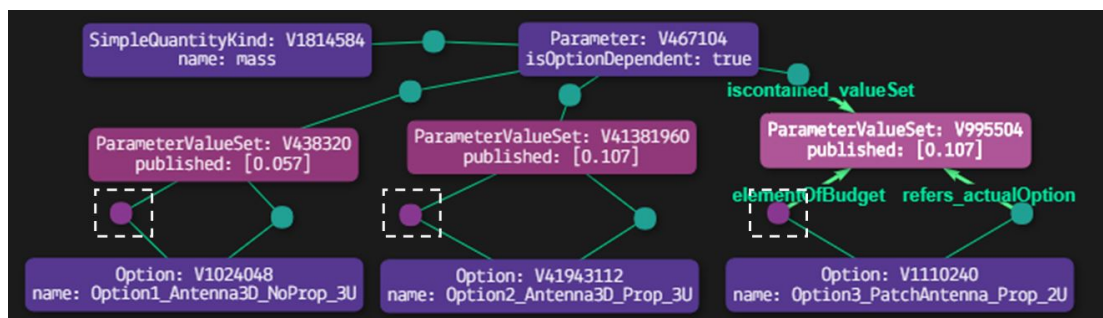 SimpleQuantityKind: V1814584
name: mass
Parameter: V467104
isOptionDependent: true
iscontained_valueSet
ParameterValueSet: V438320
published: [0.057]
ParameterValueSet: V41381960
published: [0.107]
ParameterValueSet: V995504
published: [0.107]
elementOfBudget refers_actualOption
Option: V1024048
name: Option1_Antenna3D_NoProp_3U
Option: V41943112
name: Option2_Antenna3D_Prop_3U
Option: V1110240
name: Option3_PatchAntenna_Prop_2U